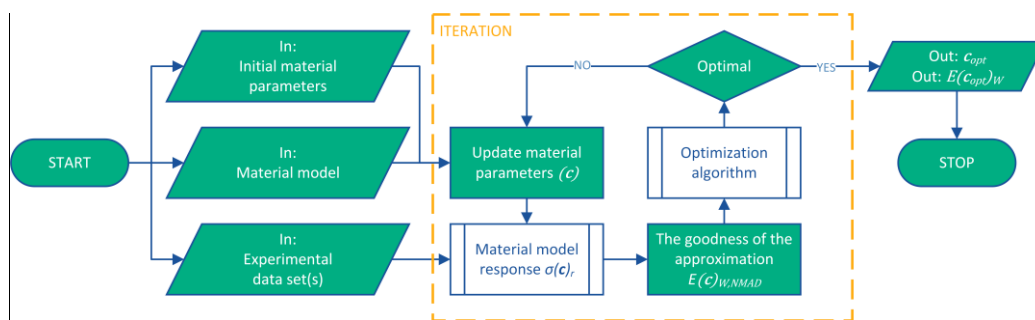 START
In:
Initial material
parameters
In:
Material model
In:
Experimental
data set(s)
ITERATION
NO
Optimal
YES
Update material
parameters (c)
Optimization
algorithm
Material model
response σ(c)r
The goodness of the
approximation
E(c)W,NMAD
Out: copt
Out: E(copt)W
STOP